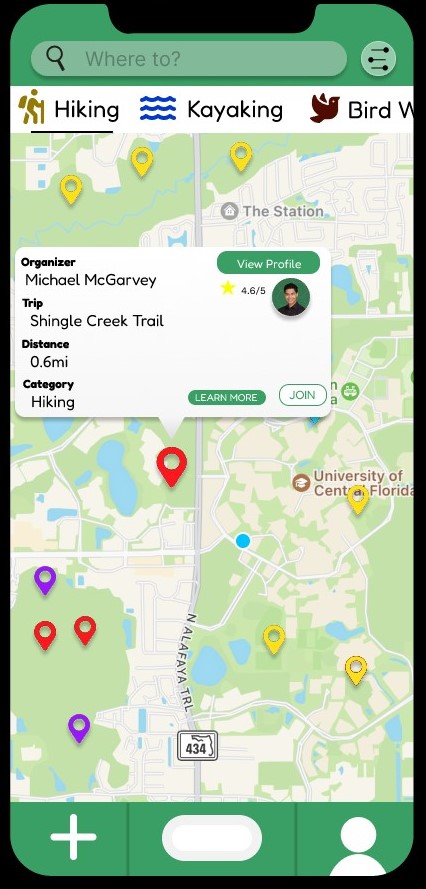 Where to?
Hiking
Kayaking
Bird W
The Station
Organizer
View Profile
Michael McGarvey
4.6/5
Trip
Shingle Creek Trail
Distance
0.6mi
Category
Hiking
LEARN MORE
JOIN
n
a
University of
Central Florida
N ALAFAYA TRL
434